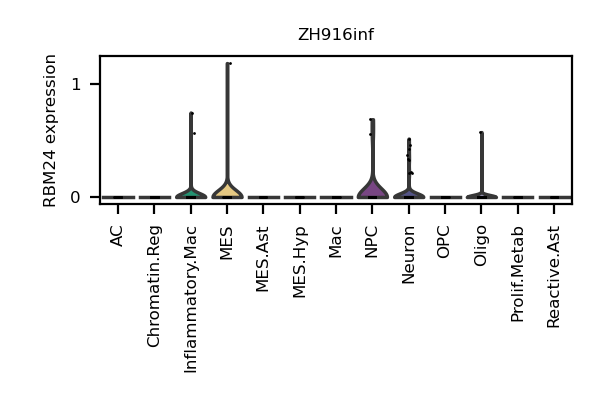 ZH916inf
RBM24 expression
1
0
AC
Chromatin.Reg
Inflammatory.Mac
MES
MES.Ast
MES.Hyp
Mac
NPC
Neuron
OPC
Oligo
Prolif.Metab
Reactive.Ast